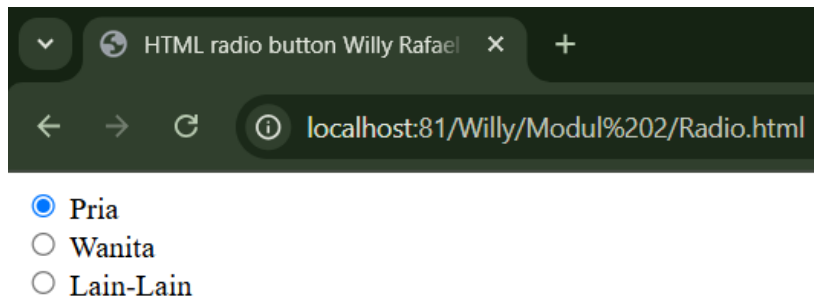 HTML radio button Willy Rafael
localhost:81/Willy/Modul%202/Radio.html
Pria
Wanita
Lain-Lain